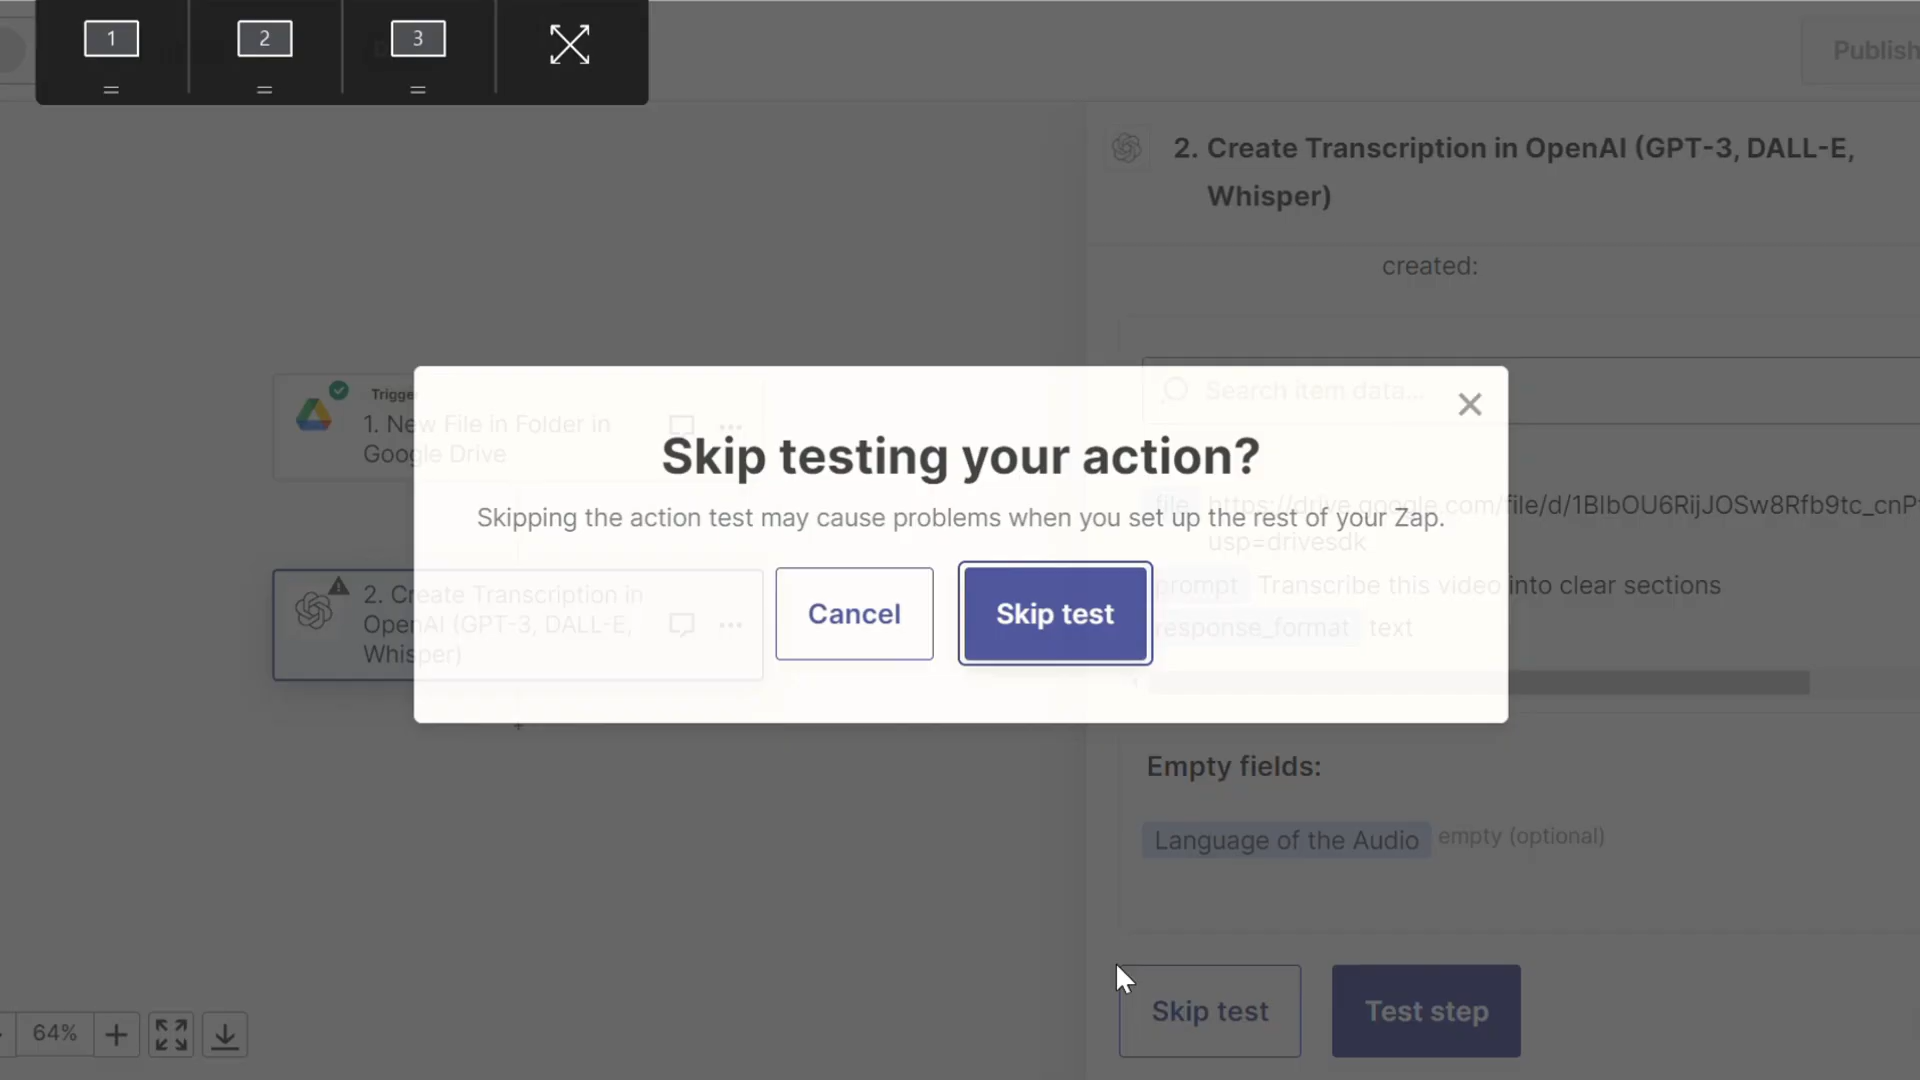 1
2
3
Publish
2. Create Transcription in OpenAI (GPT-3, DALL-E,
Whisper)
created:
Search item data...
Trigge
1. New File in Folder in
Google Drive
Skip testing your action?
Skipping the action test may cause problems when you set up the rest of your Zap.
file https://drive.google.com/file/d/1BIbOU6RijJOSw8Rfb9tc_cnP
usp=drivesdk
prompt Transcribe this video into clear sections
response_format text
2. Create Transcription in
OpenAI (GPT-3, DALL-E,
Whisper)
Cancel
Skip test
Empty fields:
Language of the Audio empty (optional)
Skip test
Test step
64%